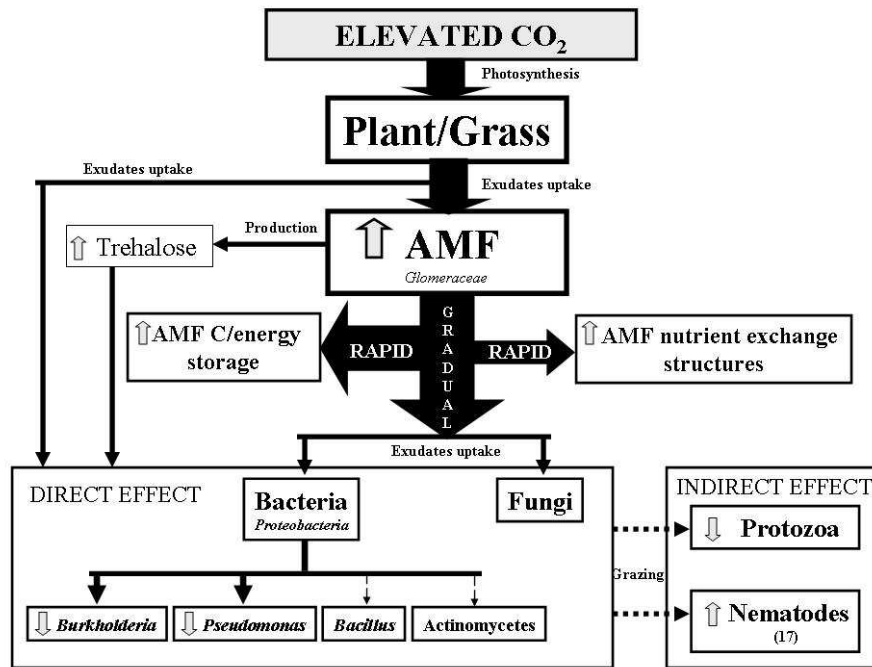 ELEVATED CO₂
Photosynthesis
Plant/Grass
Exudates uptake
Exudates uptake
Production
Trehalose
AMF
Glomeraceae
AMF C/energy
storage
RAPID
GRADUAL
RAPID
AMF nutrient exchange
structures
Exudates uptake
DIRECT EFFECT
Bacteria
Proteobacteria
Fungi
Burkholderia
Pseudomonas
Bacillus
Actinomycetes
Grazing
INDIRECT EFFECT
Protozoa
Nematodes
(17)